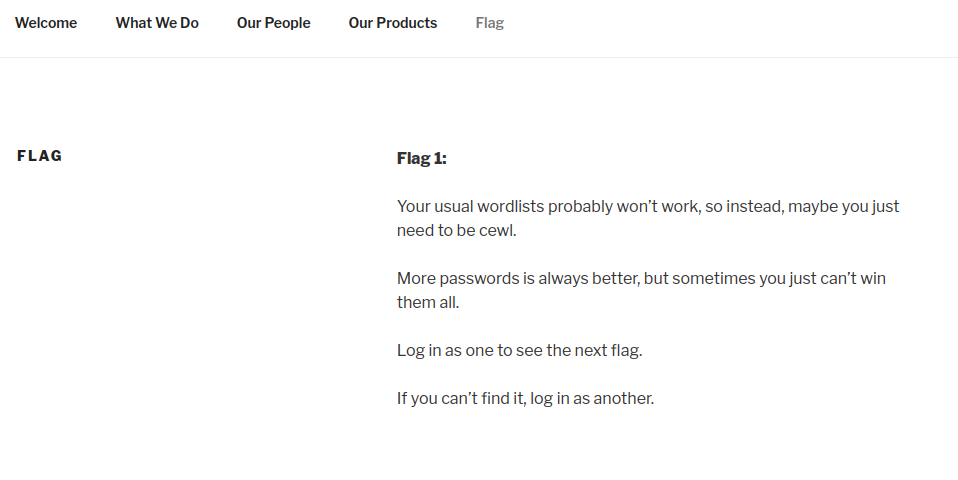 Welcome What We Do Our People Our Products Flag
FLAG
Flag 1:
Your usual wordlists probably won’t work, so instead, maybe you just
need to be cewl.
More passwords is always better, but sometimes you just can’t win
them all.
Log in as one to see the next flag.
If you can’t find it, log in as another.